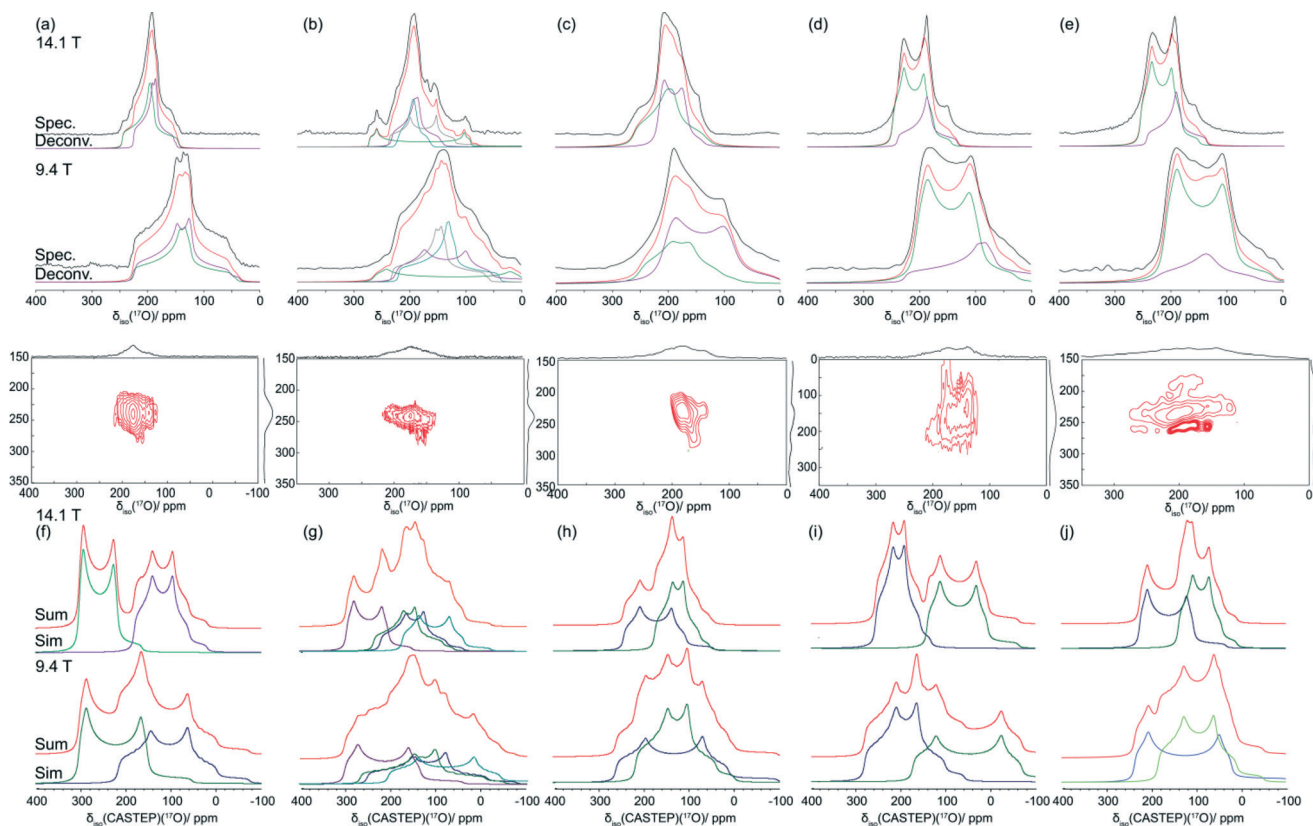 (a) (b) (c) (d) (e)
14.1 T
Spec.
Deconv.
9.4 T
Spec.
Deconv.
400 300 200 100 0 400 300 200 100 0 400 300 200 100 0 400 300 200 100 0 400 300 200 100 0
δiso(¹⁷O)/ ppm δiso(¹⁷O)/ ppm δiso(¹⁷O)/ ppm δiso(¹⁷O)/ ppm δiso(¹⁷O)/ ppm
150 150 150 0 150
200 200 200 100 200
250 250 250 200 250
300 300 300 300 300
350 350 350 350
400 300 200 100 0 -100 300 200 100 0 400 300 200 100 0 400 300 200 100 0 300 200 100 0
δiso(¹⁷O)/ ppm δiso(¹⁷O)/ ppm δiso(¹⁷O)/ ppm δiso(¹⁷O)/ ppm δiso(¹⁷O)/ ppm
14.1 T
(f) (g) (h) (i) (j)
Sum
Sim
9.4 T
Sum
Sim
400 300 200 100 0 -100 400 300 200 100 0 -100 400 300 200 100 0 -100 400 300 200 100 0 -100 400 300 200 100 0 -100
δiso(CASTEP)(¹⁷O)/ ppm δiso(CASTEP)(¹⁷O)/ ppm δiso(CASTEP)(¹⁷O)/ ppm δiso(CASTEP)(¹⁷O)/ ppm δiso(CASTEP)(¹⁷O)/ ppm